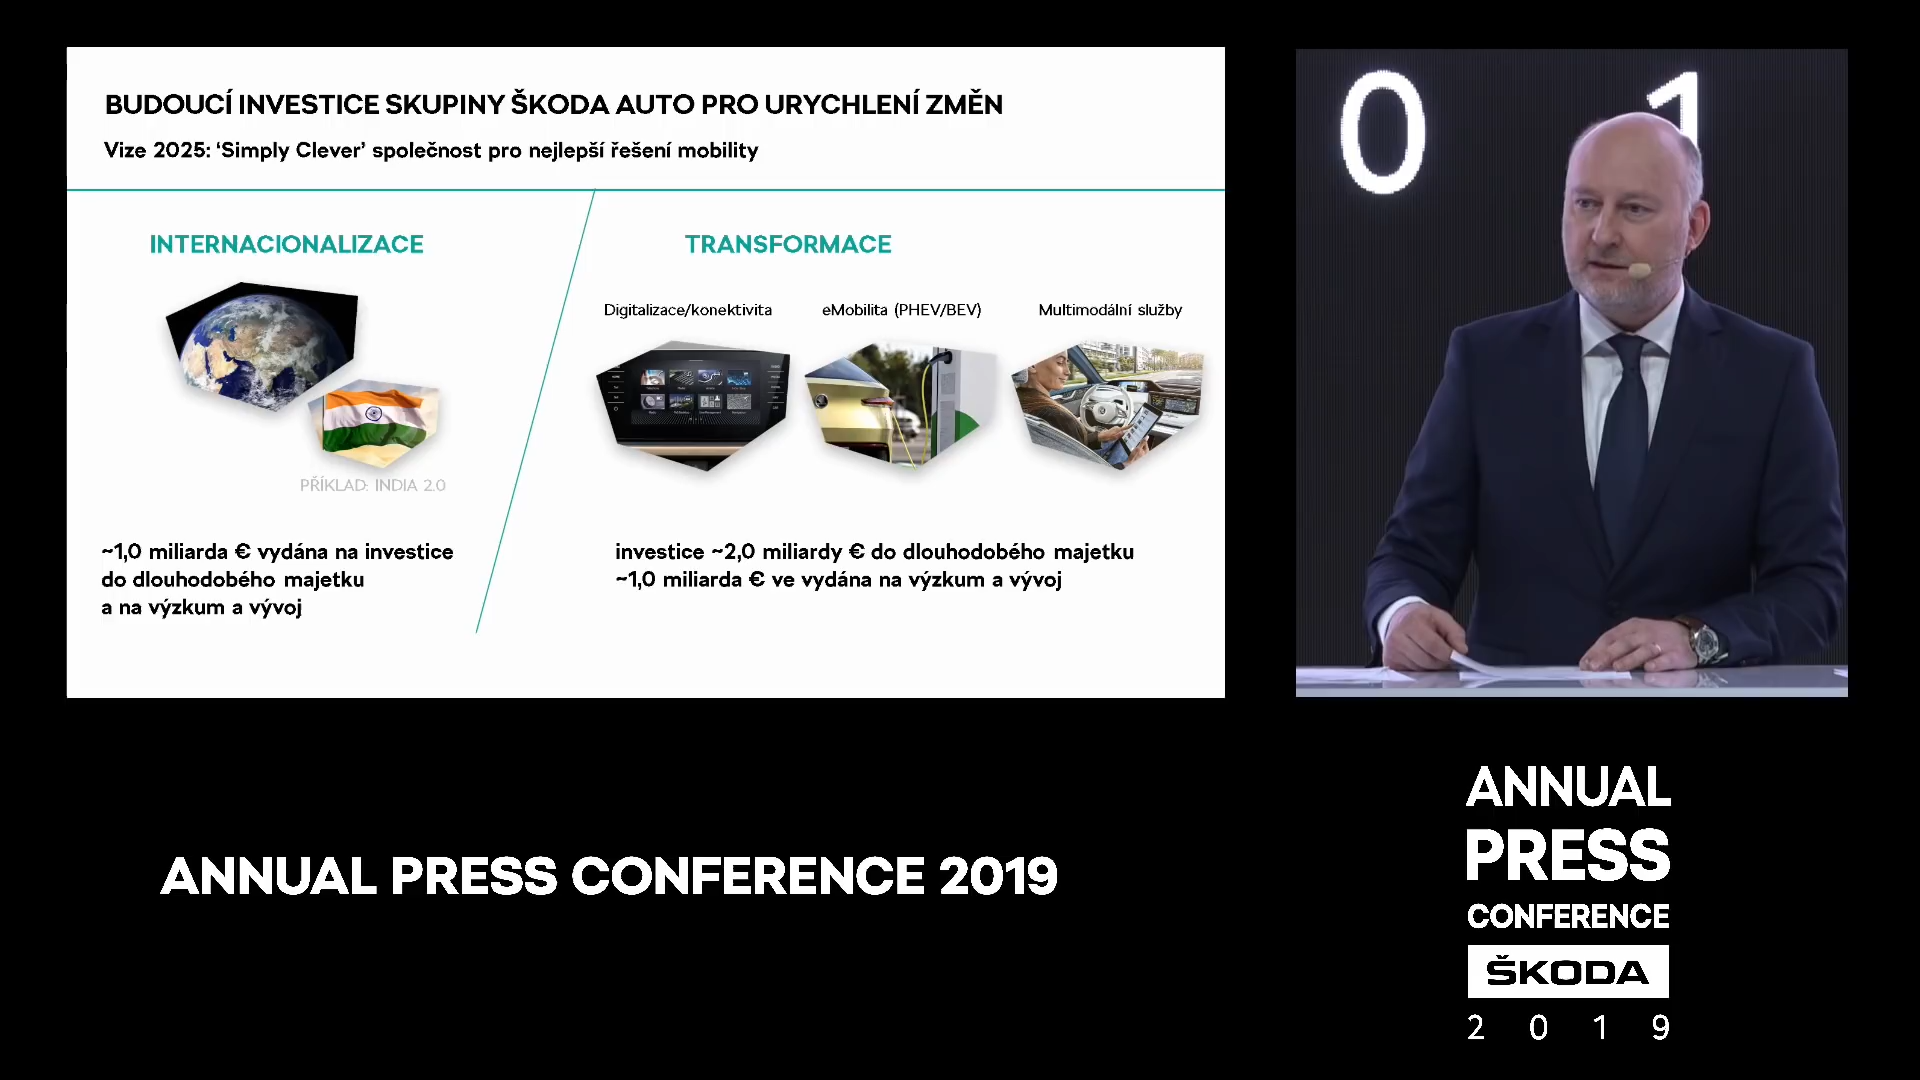 BUDOUCÍ INVESTICE SKUPINY ŠKODA AUTO PRO URYCHLENÍ ZMĚN
Vize 2025: ‘Simply Clever’ společnost pro nejlepší řešení mobility
INTERNACIONALIZACE
PŘÍKLAD: INDIA 2.0
~1,0 miliarda € vydána na investice
do dlouhodobého majetku
a na výzkum a vývoj
TRANSFORMACE
Digitalizace/konektivita
eMobilita (PHEV/BEV)
Multimodální služby
investice ~2,0 miliardy € do dlouhodobého majetku
~1,0 miliarda € ve vydána na výzkum a vývoj
0 1
ANNUAL PRESS CONFERENCE 2019
ANNUAL
PRESS
CONFERENCE
ŠKODA
2 0 1 9